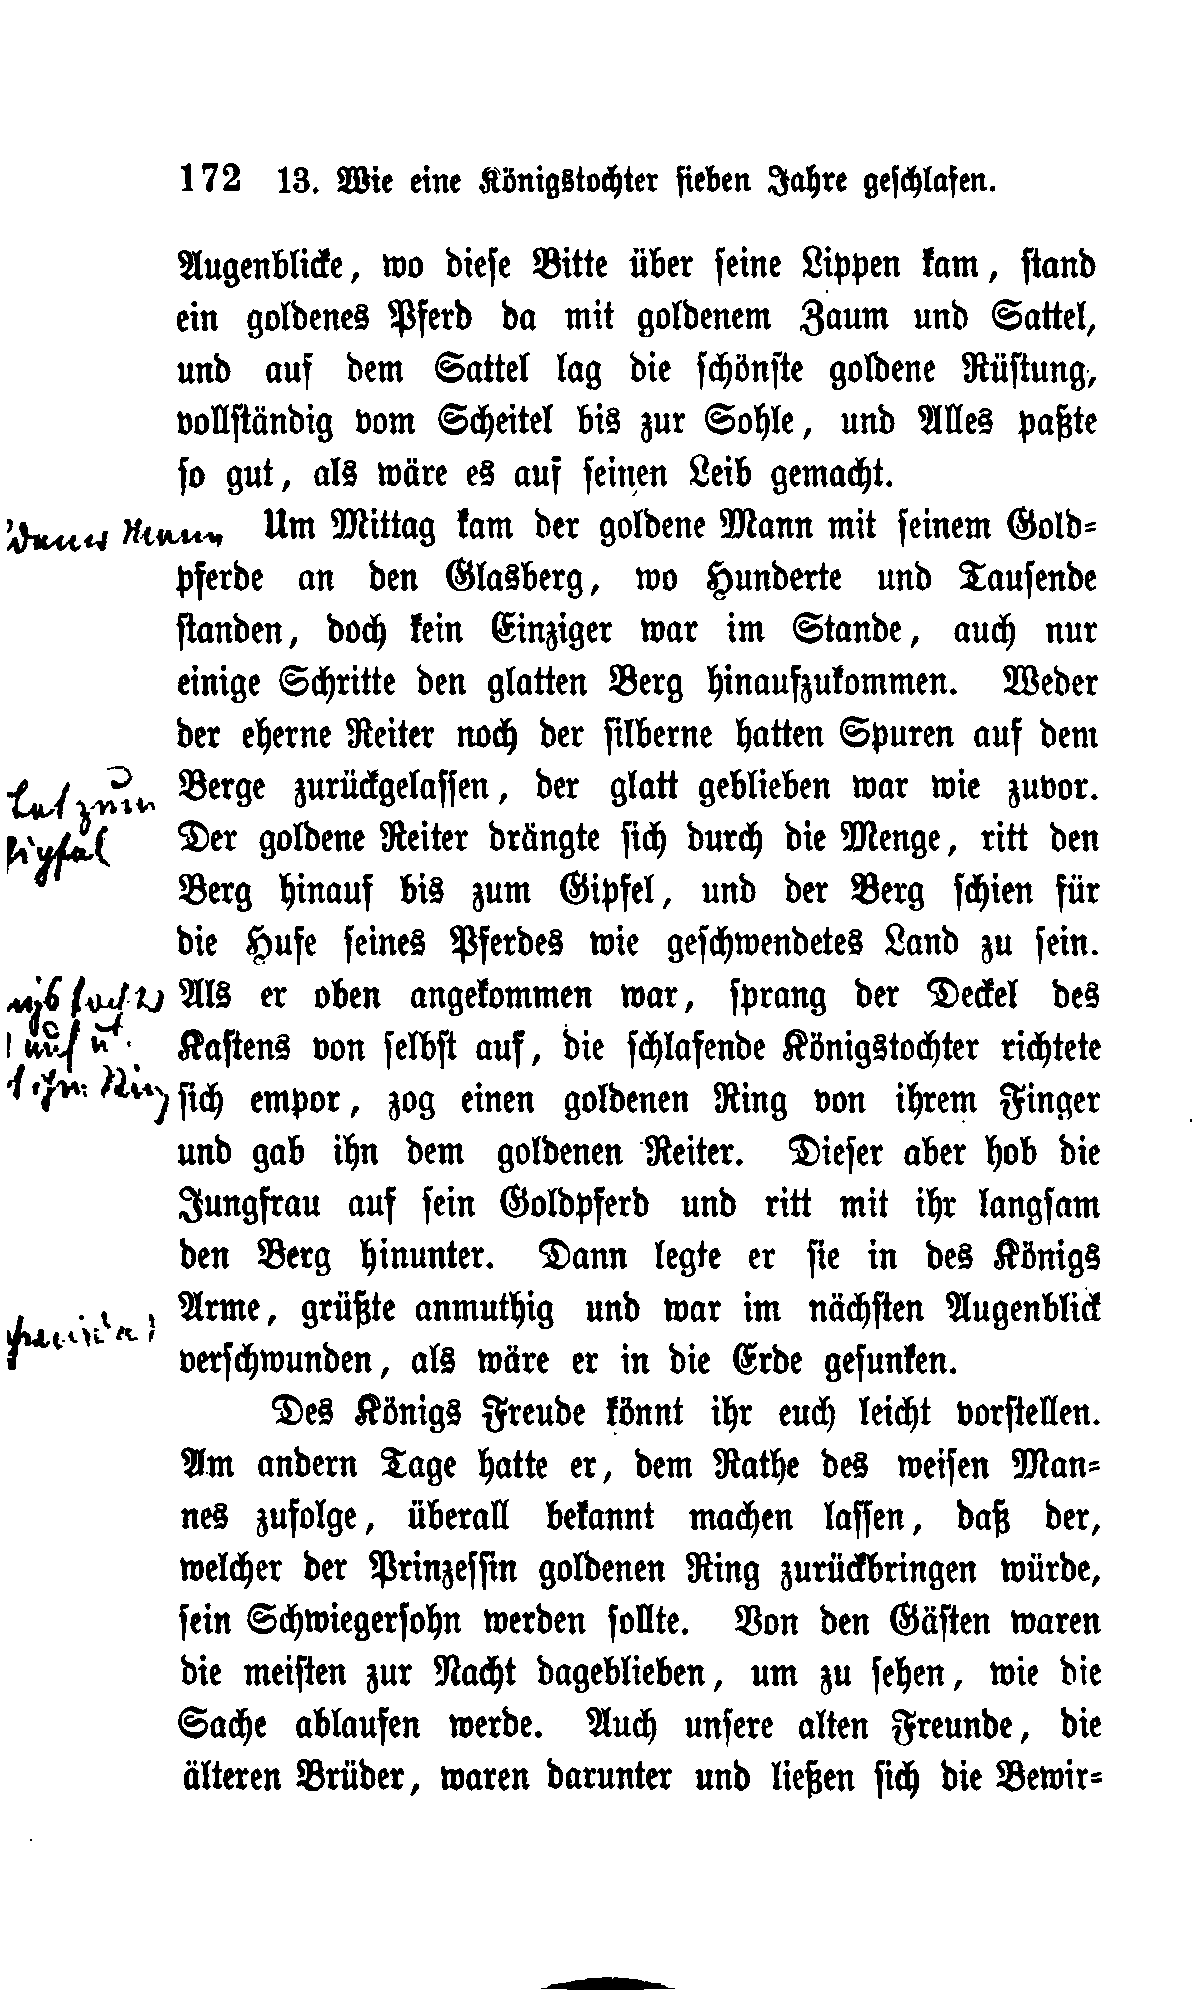 172 13. Wie eine Königstochter sieben Jahre geschlafen.
Augenblicke, wo diese Bitte über seine Lippen kam, stand
ein goldenes Pferd da mit goldenem Zaum und Sattel,
und auf dem Sattel lag die schönste goldene Rüstung,
vollständig vom Scheitel bis zur Sohle, und Alles paßte
so gut, als wäre es auf seinen Leib gemacht.
Um Mittag kam der goldene Mann mit seinem Gold-
pferde an den Glasberg, wo Hunderte und Tausende
standen, doch kein Einziger war im Stande, auch nur
einige Schritte den glatten Berg hinaufzukommen. Weder
der eherne Reiter noch der silberne hatten Spuren auf dem
Berge zurückgelassen, der glatt geblieben war wie zuvor.
Der goldene Reiter drängte sich durch die Menge, ritt den
Berg hinauf bis zum Gipfel, und der Berg schien für
die Hufe seines Pferdes wie geschwendetes Land zu sein.
Als er oben angekommen war, sprang der Deckel des
Kastens von selbst auf, die schlafende Königstochter richtete
sich empor, zog einen goldenen Ring von ihrem Finger
und gab ihn dem goldenen Reiter. Dieser aber hob die
Jungfrau auf sein Goldpferd und ritt mit ihr langsam
den Berg hinunter. Dann legte er sie in des Königs
Arme, grüßte anmuthig und war im nächsten Augenblick
verschwunden, als wäre er in die Erde gesunken.
Des Königs Freude könnt ihr euch leicht vorstellen.
Am andern Tage hatte er, dem Rathe des weisen Man-
nes zufolge, überall bekannt machen lassen, daß der,
welcher der Prinzessin goldenen Ring zurückbringen würde,
sein Schwiegersohn werden sollte. Von den Gästen waren
die meisten zur Nacht dageblieben, um zu sehen, wie die
Sache ablaufen werde. Auch unsere alten Freunde, die
älteren Brüder, waren darunter und ließen sich die Bewir-